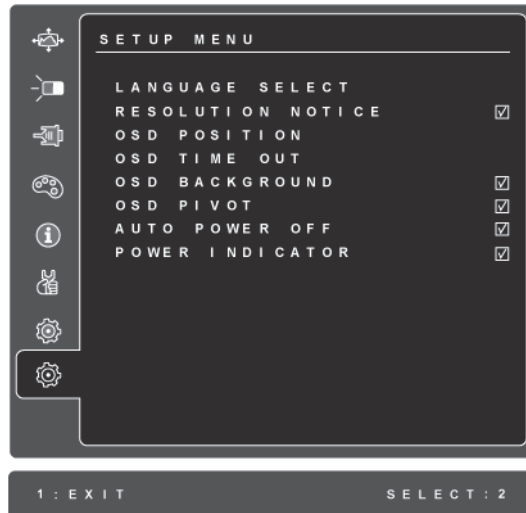 SETUP MENU
LANGUAGE SELECT
RESOLUTION NOTICE
OSD POSITION
OSD TIME OUT
OSD BACKGROUND
OSD PIVOT
AUTO POWER OFF
POWER INDICATOR
1:EXIT SELECT:2